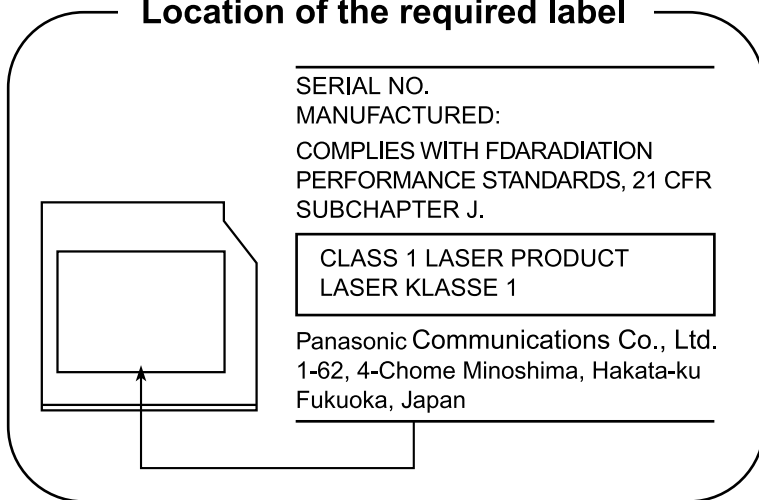 Location of the required label
SERIAL NO.
MANUFACTURED:
COMPLIES WITH FDARADIATION
PERFORMANCE STANDARDS, 21 CFR
SUBCHAPTER J.
CLASS 1 LASER PRODUCT
LASER KLASSE 1
Panasonic Communications Co., Ltd.
1-62, 4-Chome Minoshima, Hakata-ku
Fukuoka, Japan